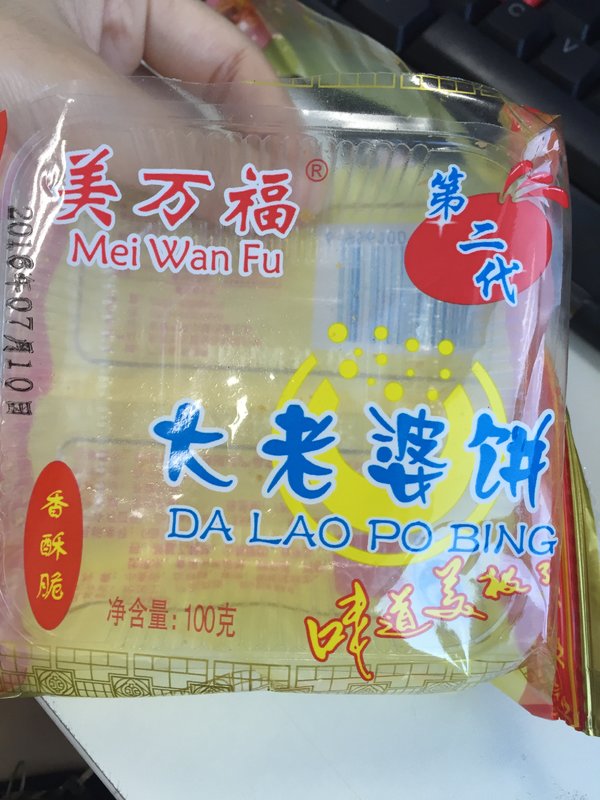 美万福®
Mei Wan Fu
第二代
2016年07月10日
大老婆饼
DA LAO PO BING
香酥脆
净含量:100克
味道美极了
C
V